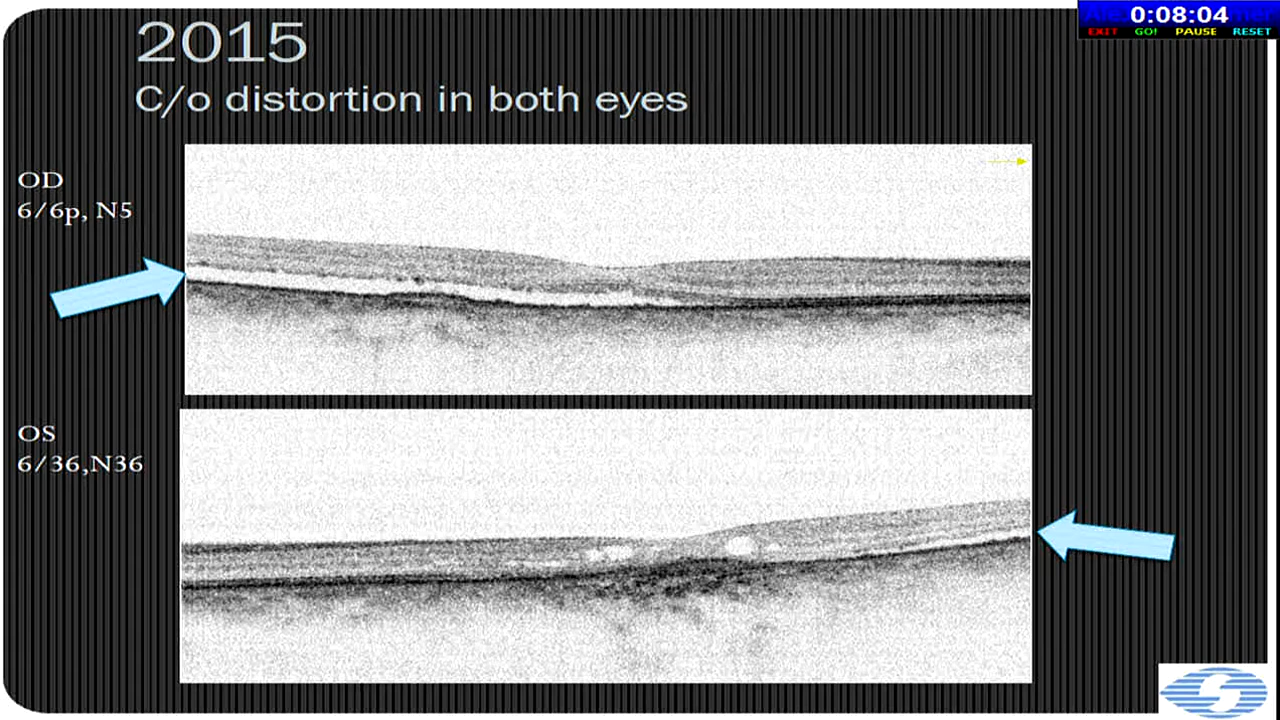 2015
C/o distortion in both eyes
0:08:04
EXIT GO! PAUSE RESET
OD
6/6p, N5
OS
6/36,N36